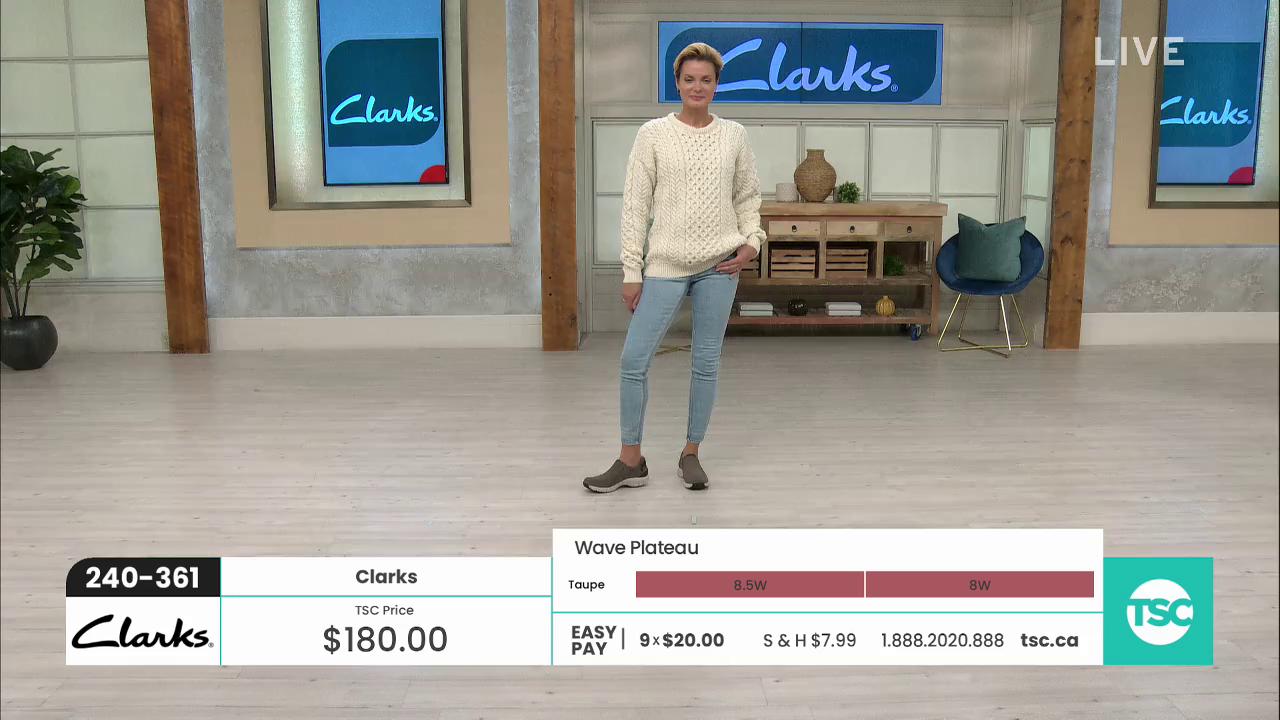 LIVE
Clarks®
Clarks®
Clarks®
240-361
Clarks®
Clarks
TSC Price
$180.00
Wave Plateau
Taupe
8.5W
8W
EASY PAY | 9 x $20.00 S & H $7.99 1.888.2020.888 tsc.ca
TSC